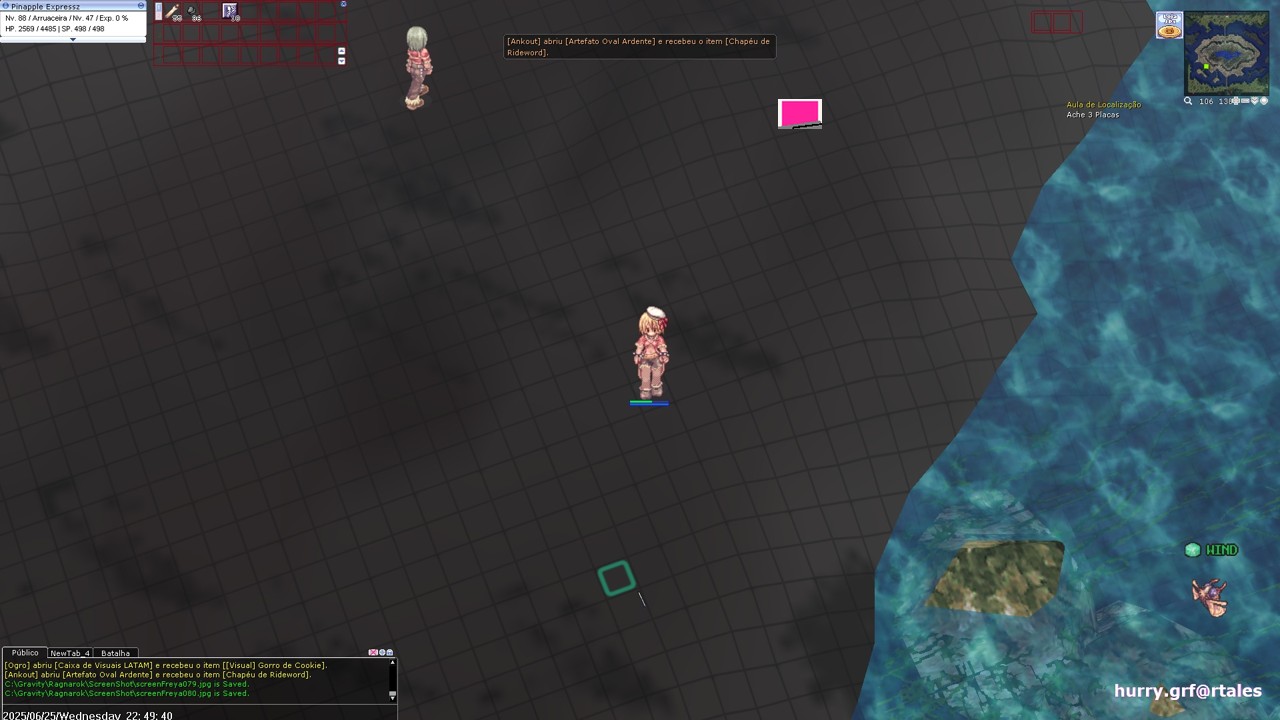 Pinapple Expressz
Nv. 88 / Arruaceira / Nv. 47 / Exp. 0 %
HP. 2569 / 4485 | SP. 498 / 498
[Ankout] abriu [Artefato Oval Ardente] e recebeu o item [Chapéu de
Rideword].
Aula de Localização
Ache 3 Placas
WIND
Público NewTab_4 Batalha
[Ogro] abriu [Caixa de Visuais LATAM] e recebeu o item [[Visual] Gorro de Cookie].
[Ankout] abriu [Artefato Oval Ardente] e recebeu o item [Chapéu de Rideword].
C:\Gravity\Ragnarok\ScreenShot\screenFreya079.jpg is Saved.
C:\Gravity\Ragnarok\ScreenShot\screenFreya080.jpg is Saved.
2025/06/25/Wednesday 22:49:40
hurry.grf@rtales